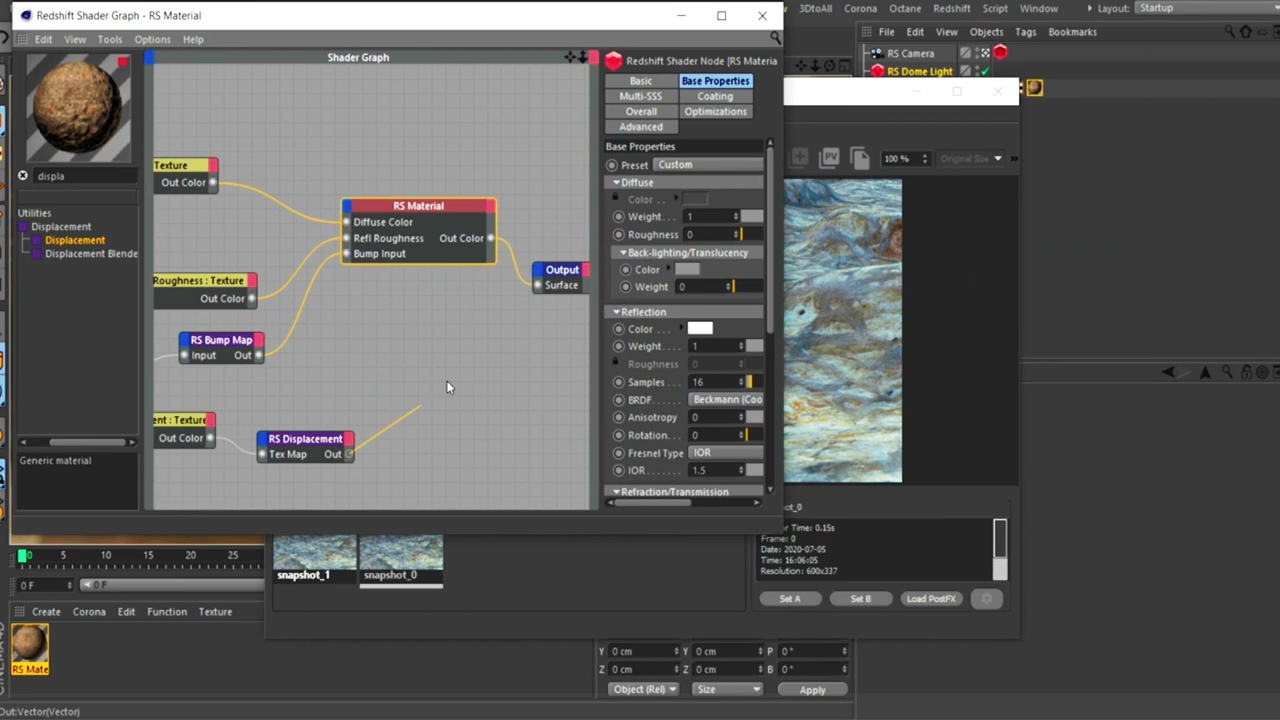 Redshift Shader Graph - RS Material
Edit View Tools Options Help
displa
Utilities
Displacement
Displacement
Displacement Blende
Generic material
Shader Graph
Texture
Out Color
Roughness : Texture
Out Color
RS Bump Map
Input Out
ent : Texture
Out Color
RS Displacement
Tex Map Out
RS Material
Diffuse Color
Refl Roughness Out Color
Bump Input
Output
Surface
Redshift Shader Node [RS Materia
Basic Base Properties
Multi-SSS Coating
Overall Optimizations
Advanced
Base Properties
Preset Custom
Diffuse
Color . .
Weight. . . 1
Roughness 0
Back-lighting/Translucency
Color
Weight 0
Reflection
Color . . .
Weight. . . . 1
Roughness 0
Samples . . . 16
BRDF. . . . . Beckmann (Coo
Anisotropy 0
Rotation. . . 0
Fresnel Type IOR
IOR. . . . . . 1.5
Refraction/Transmission
3DtoAll Corona Octane Redshift Script Window Layout: Startup
File Edit View Objects Tags Bookmarks
RS Camera
RS Dome Light
PV 100 % Original Size »
ot_0
r Time: 0.15s
Frame: 0
Date: 2020-07-05
Time: 16:06:05
Resolution: 600x337
Set A Set B Load PostFX
snapshot_1 snapshot_0
0 5 10 15 20 25
0 F 0 F
Create Corona Edit Function Texture
RS Mate
CINEMA 4D
Y 0 cm Y 0 cm P 0 °
Z 0 cm Z 0 cm B 0 °
Object (Rel) Size Apply
Out:Vector(Vector)